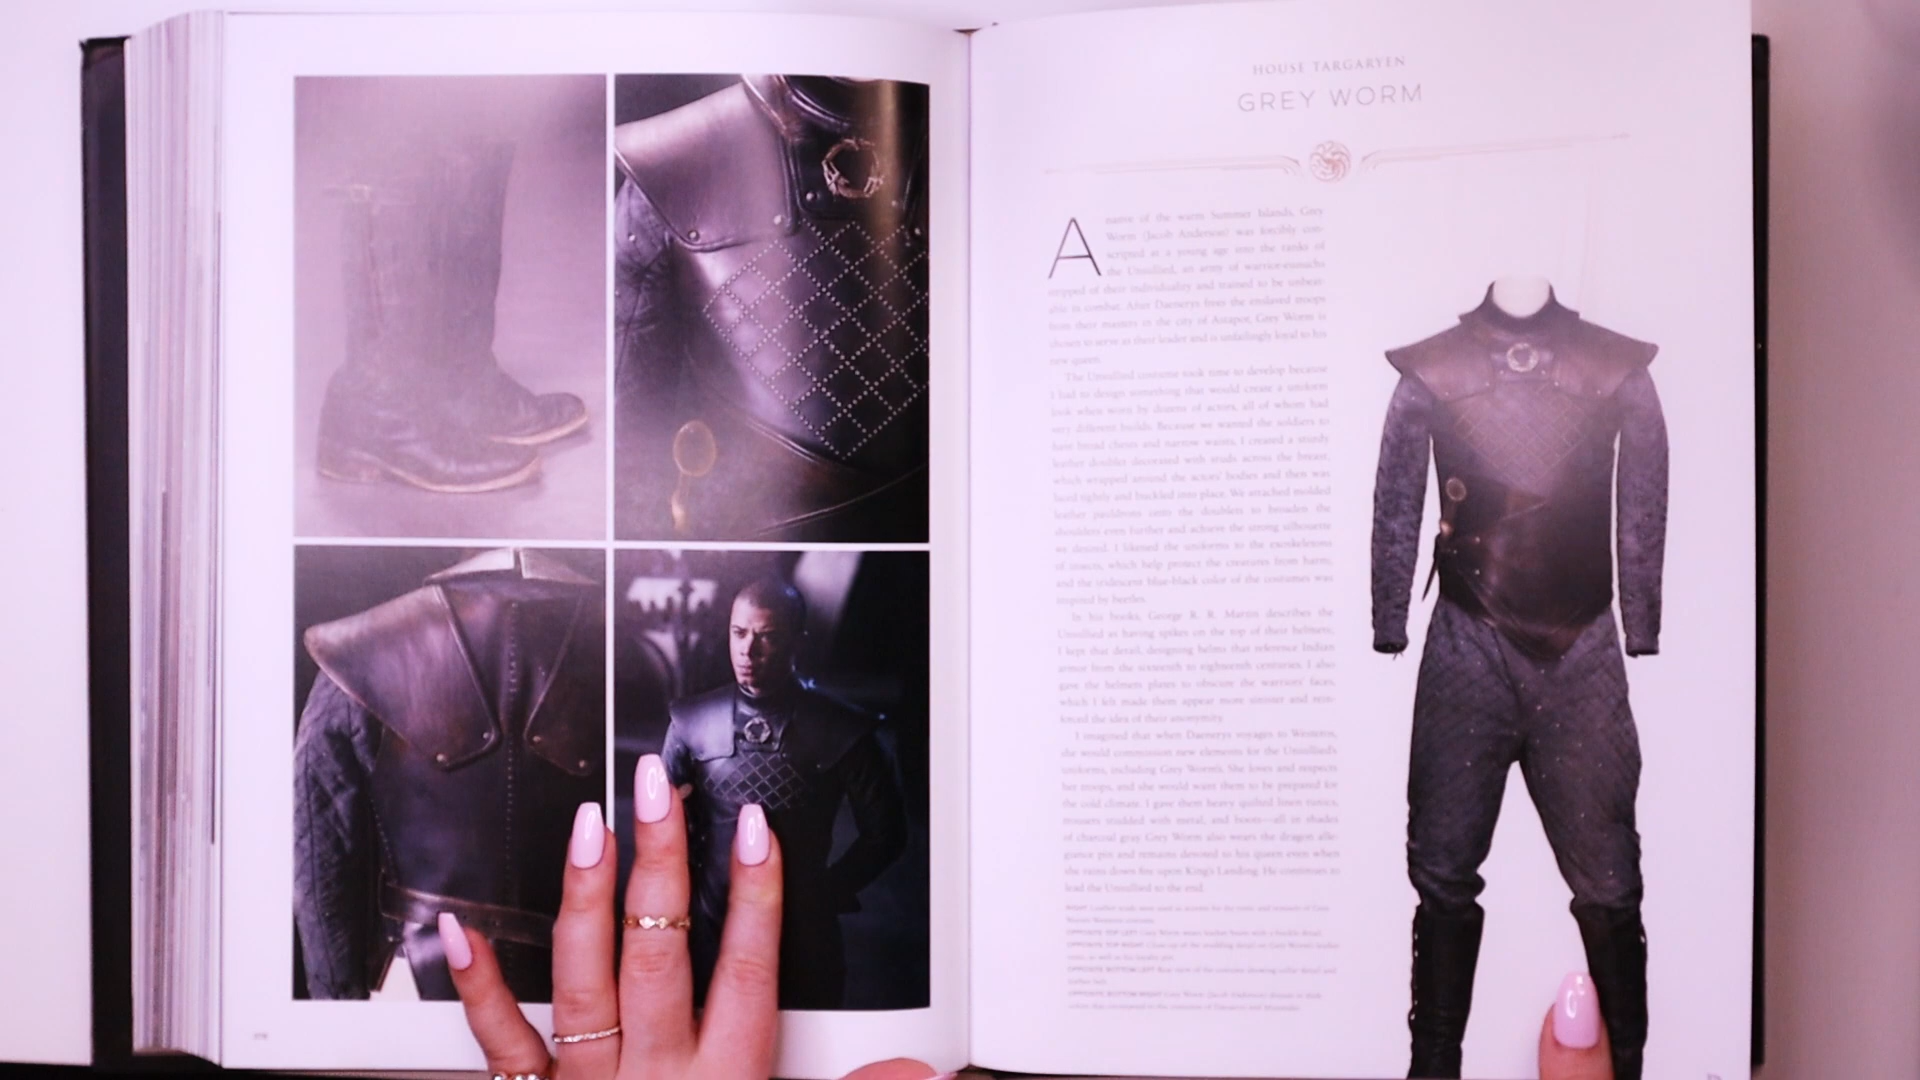 HOUSE TARGARYEN
GREY WORM
A native of the warm Summer Islands, Grey
Worm (Jacob Anderson) was forcibly con-
scripted at a young age into the ranks of
the Unsullied, an army of warrior-eunuchs
stripped of their individuality and trained to be unbeat-
able in combat. After Daenerys frees the enslaved troops
from their masters in the city of Astapor, Grey Worm is
chosen to serve as their leader and is unfailingly loyal to his
new queen.
The Unsullied costume took time to develop because
I had to design something that would create a uniform
look when worn by dozens of actors, all of whom had
very different builds. Because we wanted the soldiers to
have broad chests and narrow waists, I created a sturdy
leather doublet decorated with studs across the breast,
which wrapped around the actors' bodies and then was
laced tightly and buckled into place. We attached molded
leather pauldrons onto the doublets to broaden the
shoulders even further and achieve the strong silhouette
we desired. I likened the uniforms to the exoskeletons
of insects, which help protect the creatures from harm,
and the iridescent blue-black color of the costumes was
inspired by beetles.
In his books, George R. R. Martin describes the
Unsullied as having spikes on the top of their helmets.
I kept that detail, designing helms that reference Indian
armor from the sixteenth to eighteenth centuries. I also
gave the helmets plates to obscure the warriors' faces,
which I felt made them appear more sinister and rein-
forced the idea of their anonymity.
I imagined that when Daenerys voyages to Westeros,
she would commission new elements for the Unsullied's
uniforms, including Grey Worm's. She loves and respects
her troops, and she would want them to be prepared for
the cold climate. I gave them heavy quilted linen tunics,
trousers studded with metal, and boots—all in shades
of charcoal gray. Grey Worm also wears the dragon alle-
giance pin and remains devoted to his queen even when
she rains down fire upon King's Landing. He continues to
lead the Unsullied to the end.
OPPOSITE TOP LEFT
OPPOSITE TOP RIGHT
OPPOSITE BOTTOM LEFT
OPPOSITE BOTTOM RIGHT